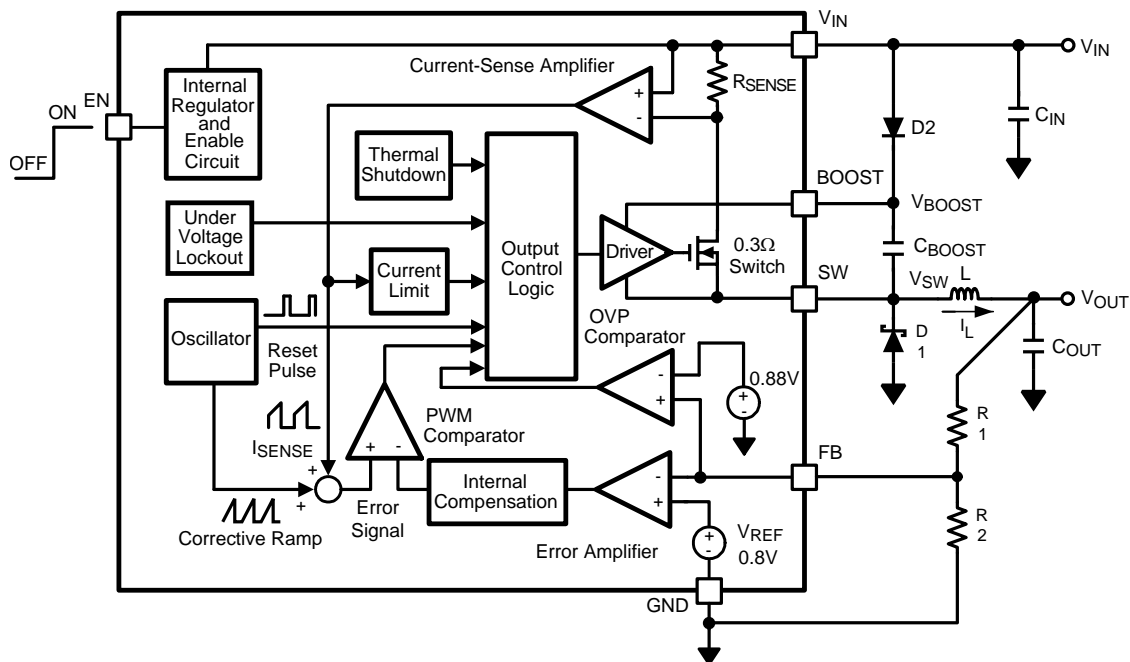 VIN
VIN
Current-Sense Amplifier
RSENSE
+
-
EN
ON
OFF
Internal
Regulator
and
Enable
Circuit
CIN
D2
Thermal
Shutdown
BOOST
VBOOST
CBOOST
Under
Voltage
Lockout
Output
Control
Logic
Driver
0.3Ω
Switch
Current
Limit
SW
VSW
L
IL
VOUT
Oscillator
Reset
Pulse
OVP
Comparator
D
1
COUT
-
+
+
-
0.88V
R
1
ISENSE
PWM
Comparator
+
-
FB
+
+
Internal
Compensation
-
+
Error
Signal
Corrective Ramp
Error Amplifier
+
-
VREF
0.8V
R
2
GND